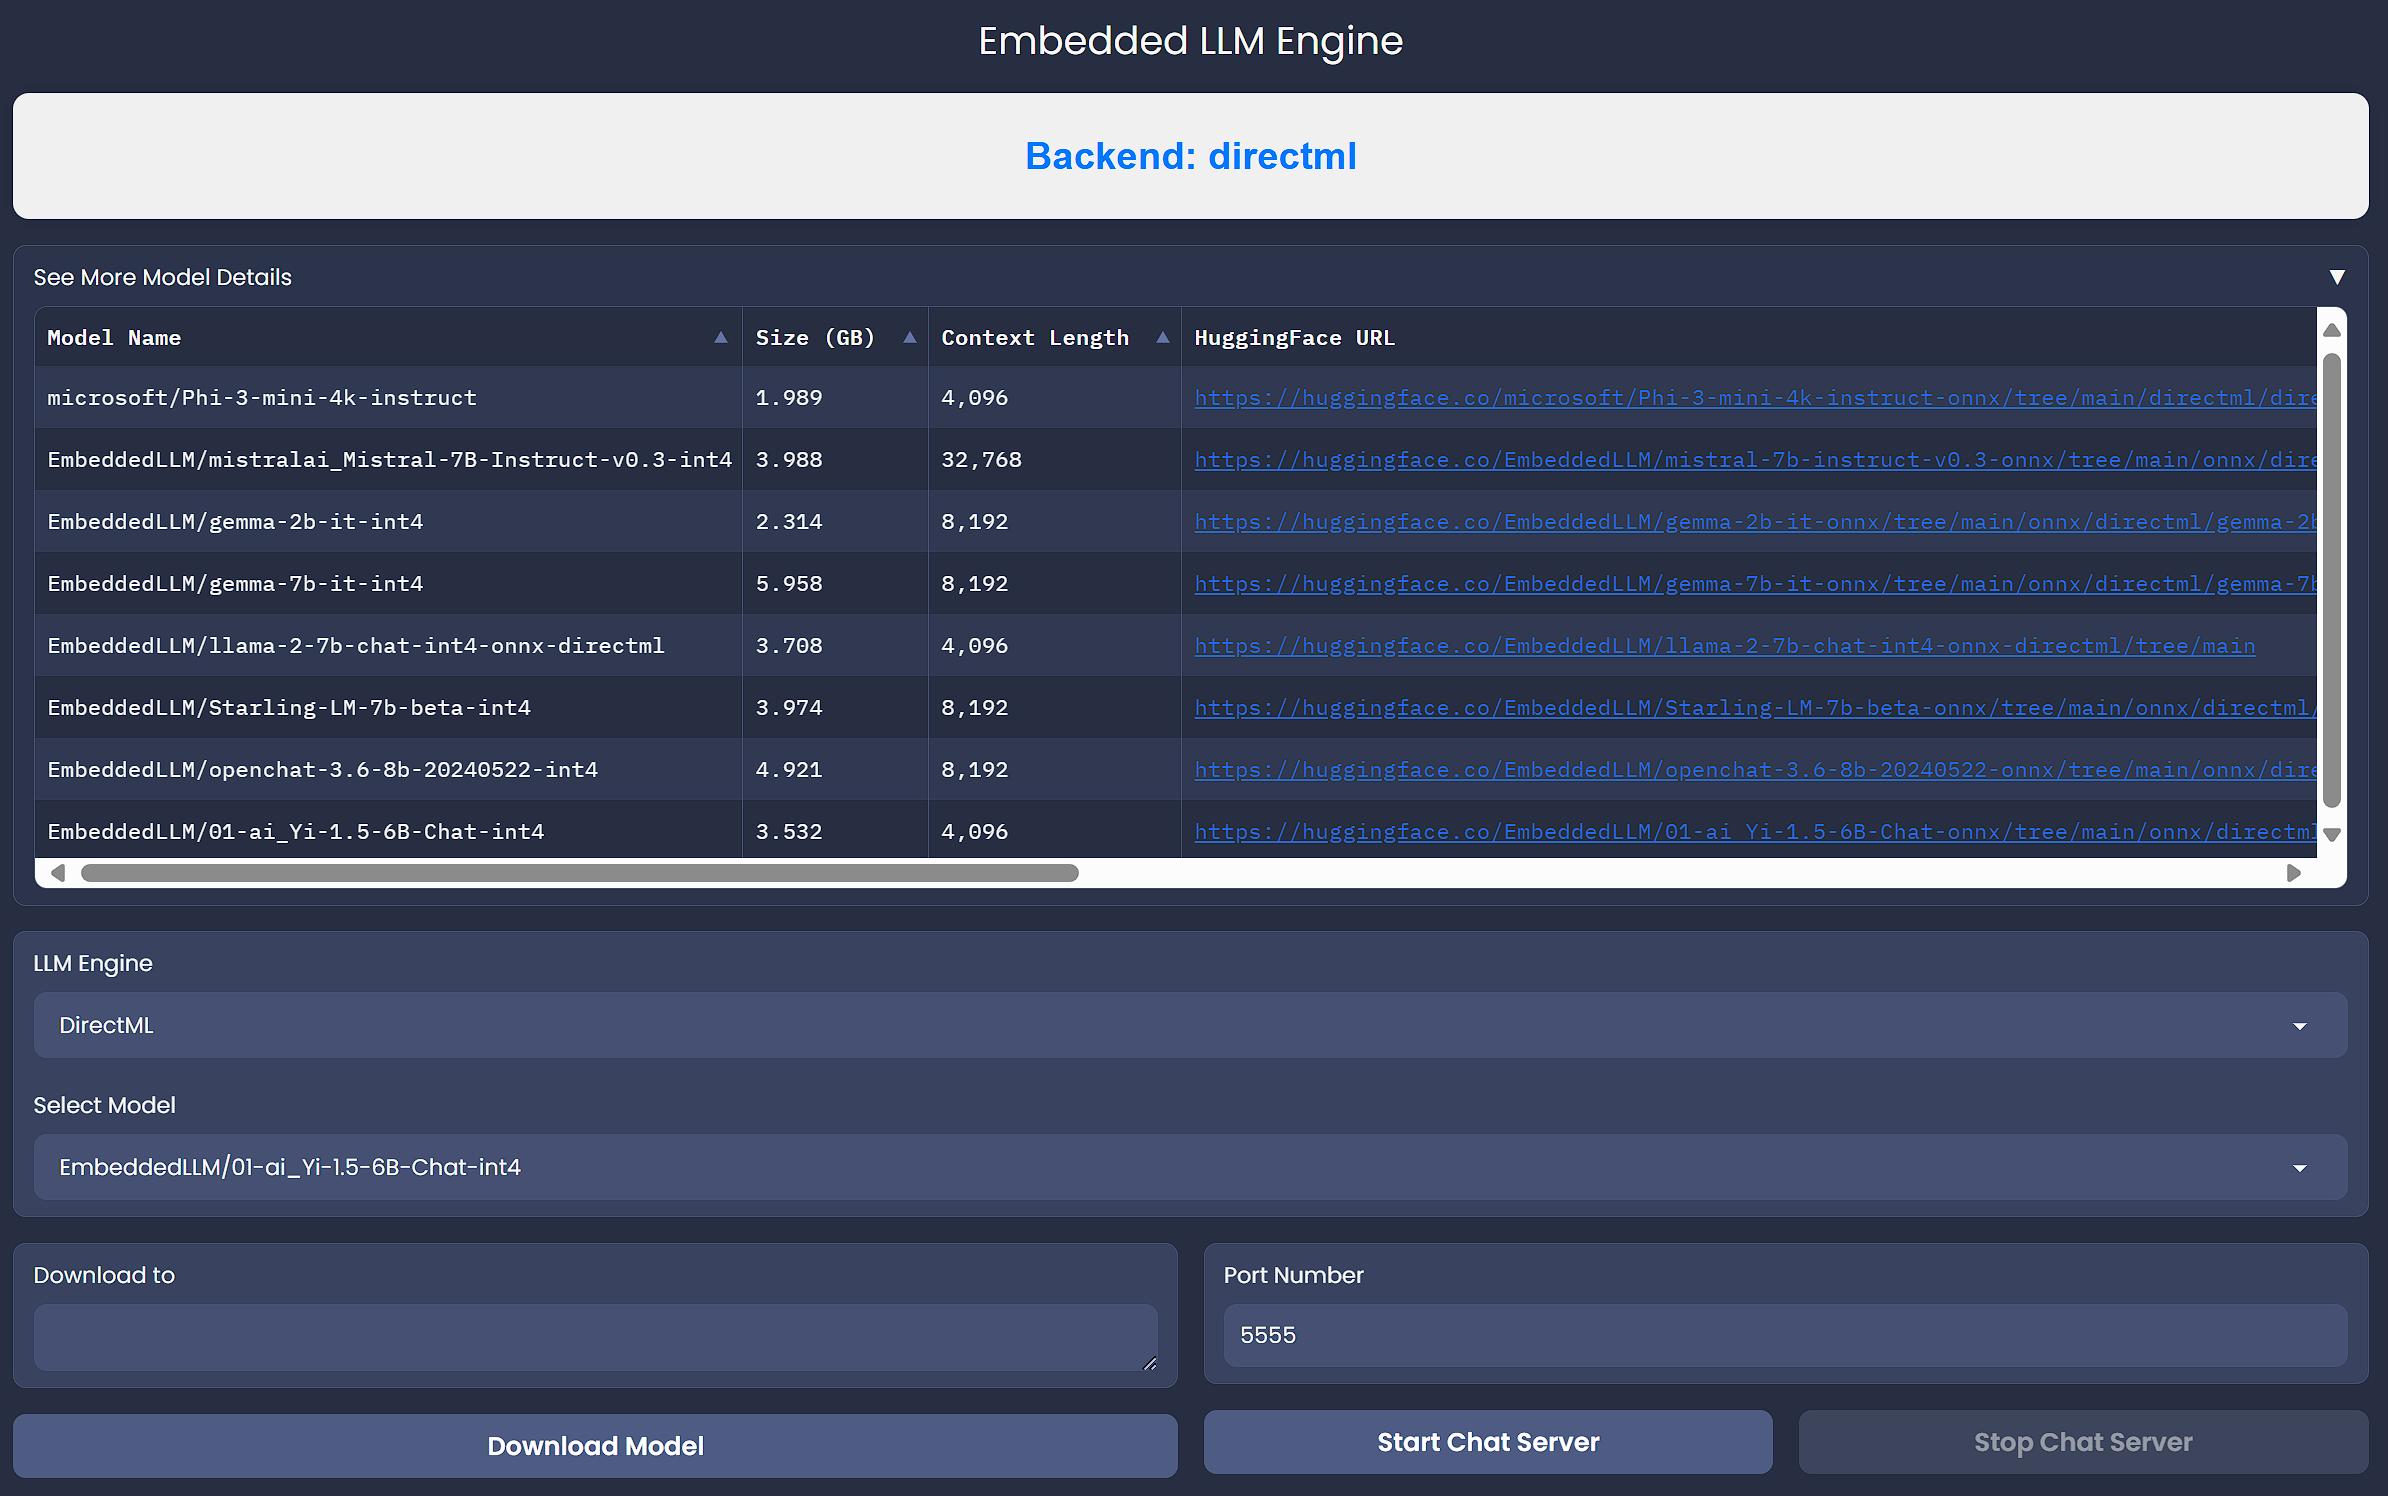 Embedded LLM Engine
Backend: directml
See More Model Details ▼
Model Name ▲ Size (GB) ▲ Context Length ▲ HuggingFace URL
microsoft/Phi-3-mini-4k-instruct 1.989 4,096 https://huggingface.co/microsoft/Phi-3-mini-4k-instruct-onnx/tree/main/directml/dire
EmbeddedLLM/mistralai_Mistral-7B-Instruct-v0.3-int4 3.988 32,768 https://huggingface.co/EmbeddedLLM/mistral-7b-instruct-v0.3-onnx/tree/main/onnx/dire
EmbeddedLLM/gemma-2b-it-int4 2.314 8,192 https://huggingface.co/EmbeddedLLM/gemma-2b-it-onnx/tree/main/onnx/directml/gemma-2b
EmbeddedLLM/gemma-7b-it-int4 5.958 8,192 https://huggingface.co/EmbeddedLLM/gemma-7b-it-onnx/tree/main/onnx/directml/gemma-7b
EmbeddedLLM/llama-2-7b-chat-int4-onnx-directml 3.708 4,096 https://huggingface.co/EmbeddedLLM/llama-2-7b-chat-int4-onnx-directml/tree/main
EmbeddedLLM/Starling-LM-7b-beta-int4 3.974 8,192 https://huggingface.co/EmbeddedLLM/Starling-LM-7b-beta-onnx/tree/main/onnx/directml/
EmbeddedLLM/openchat-3.6-8b-20240522-int4 4.921 8,192 https://huggingface.co/EmbeddedLLM/openchat-3.6-8b-20240522-onnx/tree/main/onnx/dire
EmbeddedLLM/01-ai_Yi-1.5-6B-Chat-int4 3.532 4,096 https://huggingface.co/EmbeddedLLM/01-ai_Yi-1.5-6B-Chat-onnx/tree/main/onnx/directml
LLM Engine
DirectML
Select Model
EmbeddedLLM/01-ai_Yi-1.5-6B-Chat-int4
Download to
Port Number
5555
Download Model
Start Chat Server
Stop Chat Server